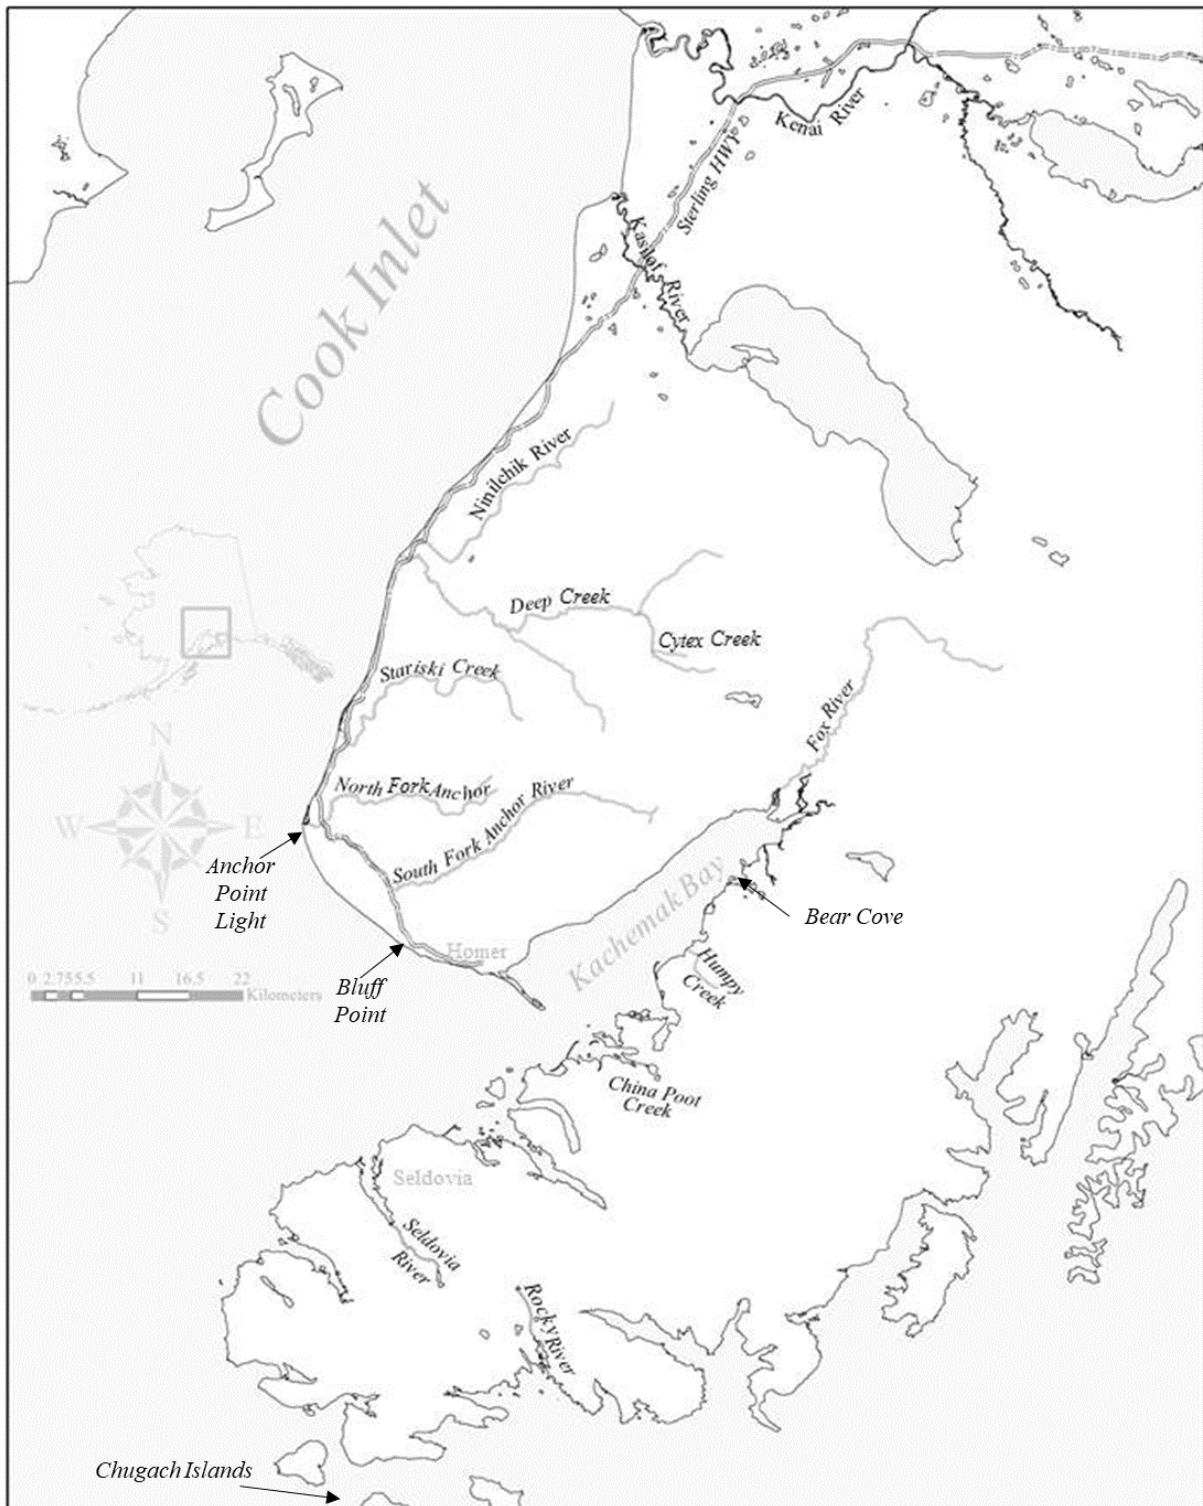 Kenai River
Sterling HWY
Kasilof River
Cook Inlet
Ninilchik River
Deep Creek
Cytex Creek
Stariski Creek
Fox River
N
North Fork Anchor
South Fork Anchor River
W
E
S
Anchor
Point
Light
Kachemak Bay
Bear Cove
Homer
Humpy
Creek
0 2.75 5.5 11 16.5 22
Kilometers
Bluff
Point
China Poot
Creek
Seldovia
Seldovia
River
Rocky River
Chugach Islands